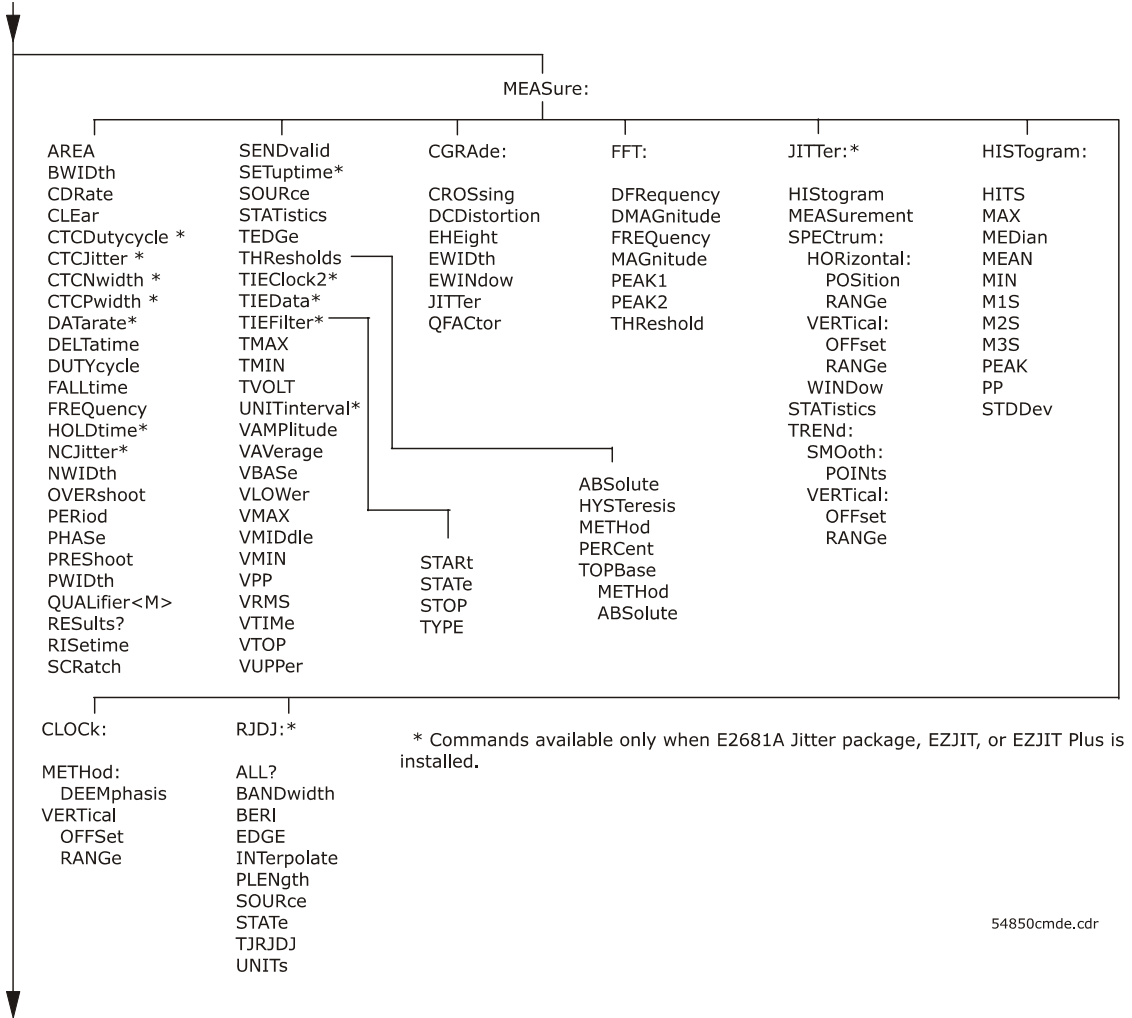 MEASure:
AREA
BWIDth
CDRate
CLEar
CTCDutycycle *
CTCJitter *
CTCNwidth *
CTCPwidth *
DATarate*
DELTatime
DUTYcycle
FALLtime
FREQuency
HOLDtime*
NCJitter*
NWIDth
OVERshoot
PERiod
PHASe
PREShoot
PWIDth
QUALifier<M>
RESults?
RISetime
SCRatch
SENDvalid
SETuptime*
SOURce
STATistics
TEDGe
THResholds
TIEClock2*
TIEData*
TIEFilter*
TMAX
TMIN
TVOLT
UNITinterval*
VAMPlitude
VAVerage
VBASe
VLOWer
VMAX
VMIDdle
VMIN
VPP
VRMS
VTIMe
VTOP
VUPPer
CGRAde:
CROSsing
DCDistortion
EHEight
EWIDth
EWINdow
JITTer
QFACtor
STARt
STATe
STOP
TYPE
FFT:
DFRequency
DMAGnitude
FREQuency
MAGnitude
PEAK1
PEAK2
THReshold
ABSolute
HYSTeresis
METHod
PERCent
TOPBase
METHod
ABSolute
JITTer:*
HIStogram
MEASurement
SPECtrum:
HORizontal:
POSition
RANGe
VERTical:
OFFset
RANGe
WINDow
STATistics
TRENd:
SMOoth:
POINts
VERTical:
OFFset
RANGe
HISTogram:
HITS
MAX
MEDian
MEAN
MIN
M1S
M2S
M3S
PEAK
PP
STDDev
CLOCk:
METHod:
DEEMphasis
VERTical
OFFSet
RANGe
RJDJ:*
ALL?
BANDwidth
BERI
EDGE
INTerpolate
PLENgth
SOURce
STATe
TJRJDJ
UNITs
* Commands available only when E2681A Jitter package, EZJIT, or EZJIT Plus is
installed.
54850cmde.cdr